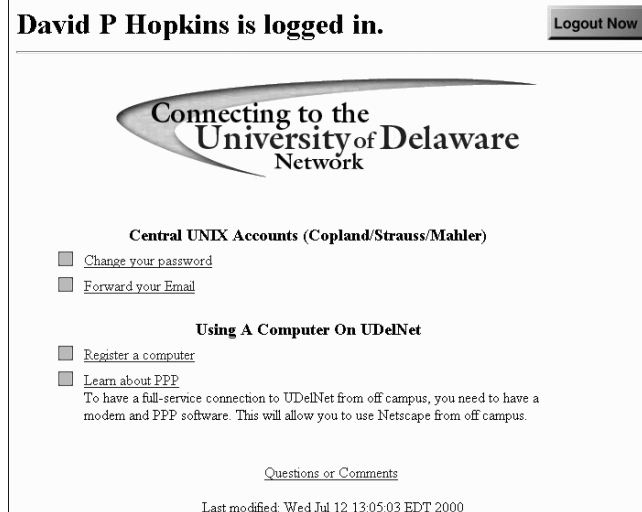 David P Hopkins is logged in.
Logout Now
Connecting to the
University of Delaware
Network
Central UNIX Accounts (Copland/Strauss/Mahler)
Change your password
Forward your Email
Using A Computer On UDelNet
Register a computer
Learn about PPP
To have a full-service connection to UDelNet from off campus, you need to have a
modem and PPP software. This will allow you to use Netscape from off campus.
Questions or Comments
Last modified: Wed Jul 12 13:05:03 EDT 2000